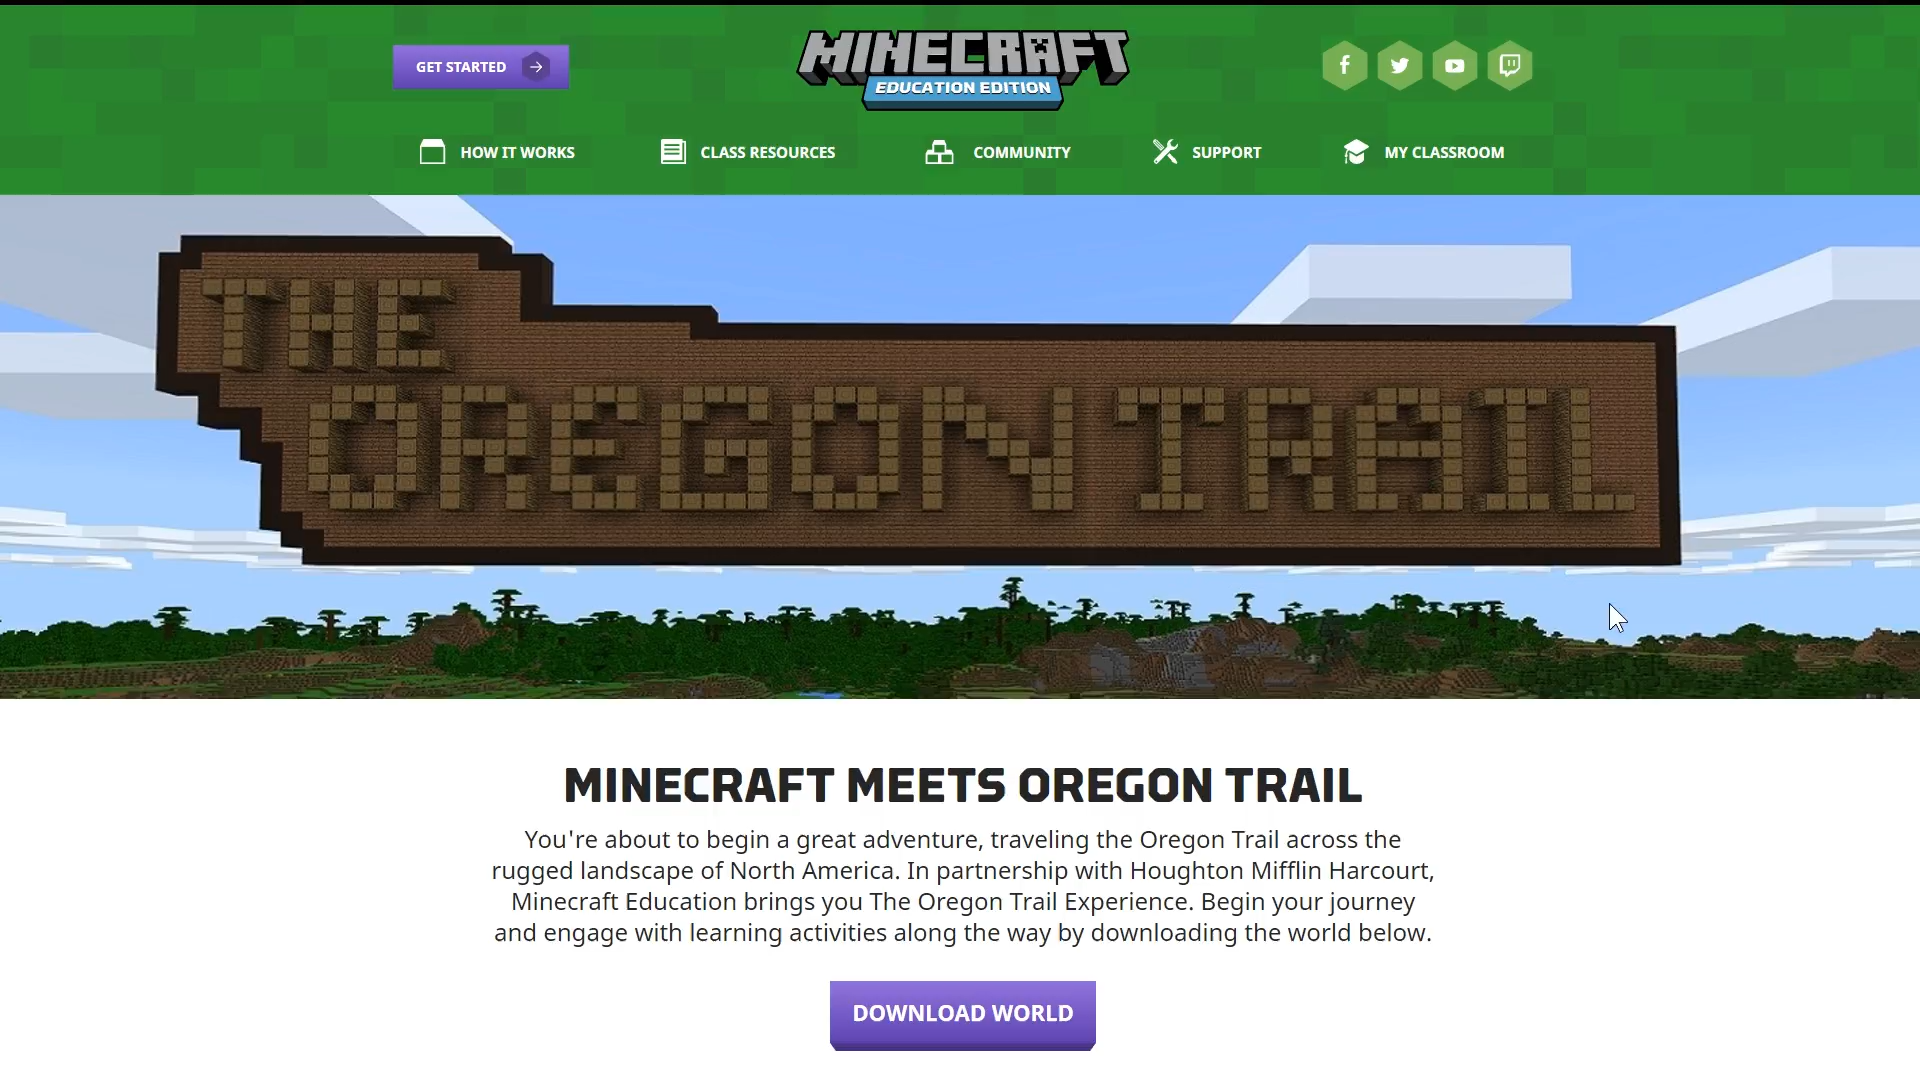 GET STARTED
MINECRAFT
EDUCATION EDITION
HOW IT WORKS
CLASS RESOURCES
COMMUNITY
SUPPORT
MY CLASSROOM
THE
OREGON TRAIL
MINECRAFT MEETS OREGON TRAIL
You're about to begin a great adventure, traveling the Oregon Trail across the
rugged landscape of North America. In partnership with Houghton Mifflin Harcourt,
Minecraft Education brings you The Oregon Trail Experience. Begin your journey
and engage with learning activities along the way by downloading the world below.
DOWNLOAD WORLD